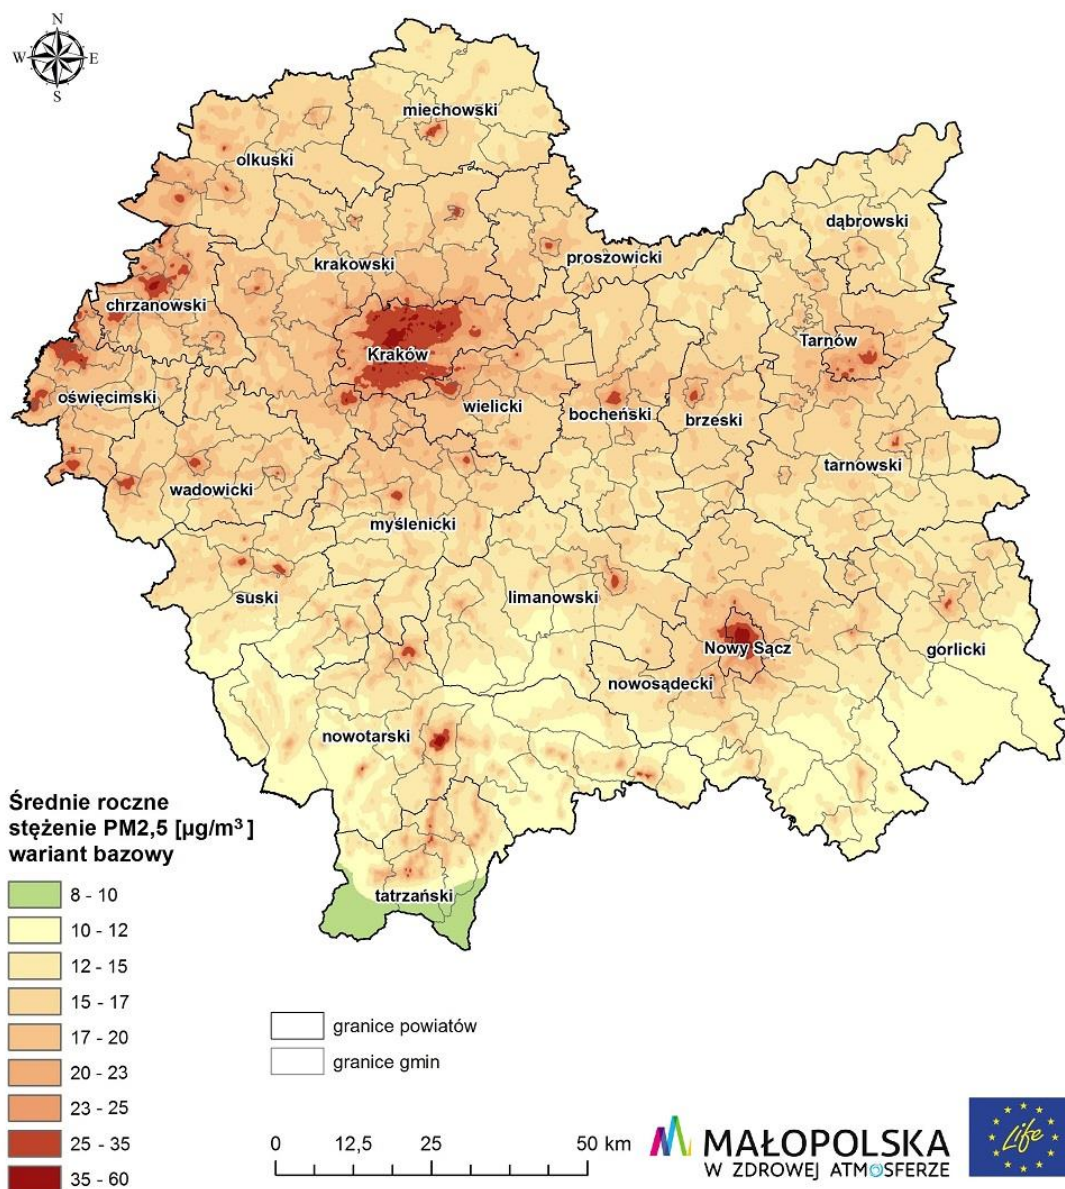 N
W E
S
miechowski
olkuski
dąbrowski
krakowski
proszowicki
chrzanowski
Tarnów
Kraków
oświęcimski
wielicki
bocheński
brzeski
tarnowski
wadowicki
myślenicki
suski
limanowski
Nowy Sącz
gorlicki
nowosądecki
nowotarski
tatrzański
Średnie roczne
stężenie PM2,5 [µg/m³]
wariant bazowy
8 - 10
10 - 12
12 - 15
15 - 17
17 - 20
20 - 23
23 - 25
25 - 35
35 - 60
granice powiatów
granice gmin
0 12,5 25 50 km
MAŁOPOLSKA
W ZDROWEJ ATMOSFERZE
Life